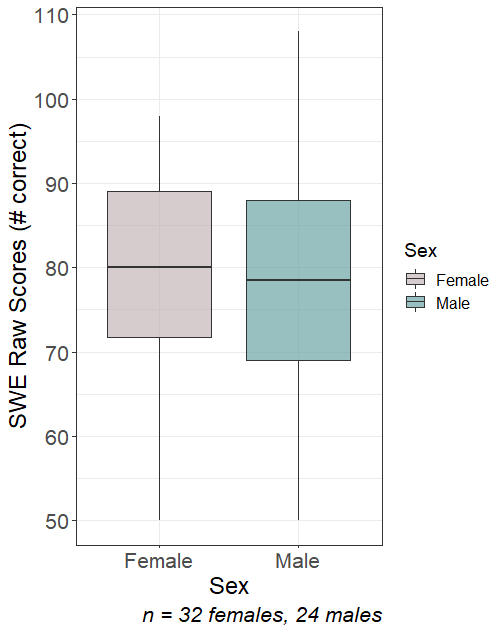 SWE Raw Scores (# correct)
110
100
90
80
70
60
50
Female
Male
Sex
n = 32 females, 24 males
Sex
Female
Male